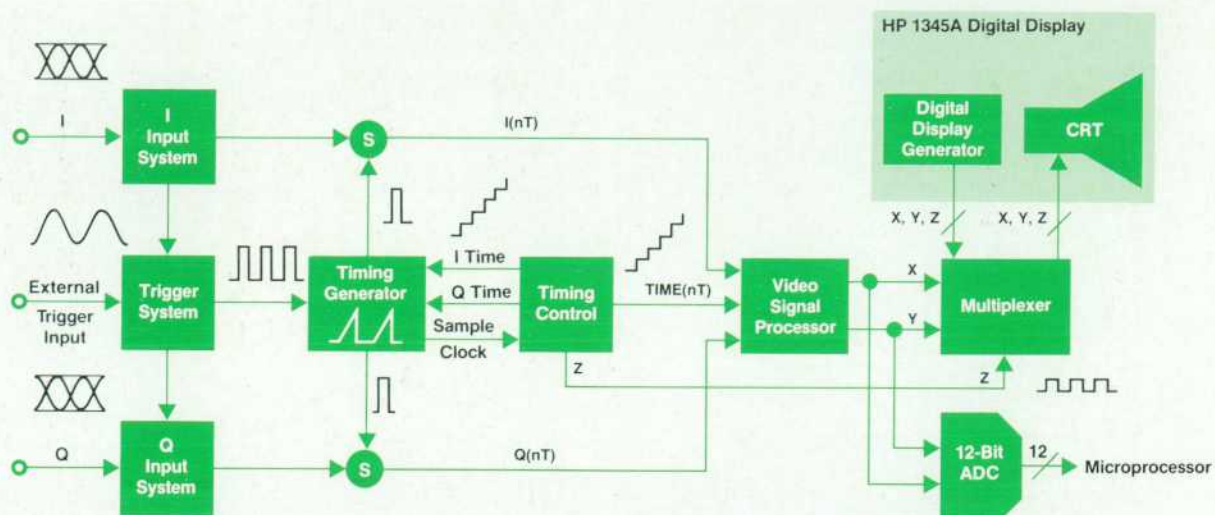 HP 1345A Digital Display
Digital
Display
Generator
CRT
X, Y, Z
X, Y, Z
I
I
Input
System
S
I(nT)
External
Trigger
Input
Trigger
System
Timing
Generator
I Time
Q Time
Sample
Clock
Timing
Control
TIME(nT)
Z
Video
Signal
Processor
X
Y
Multiplexer
Z
Q
Q
Input
System
S
Q(nT)
12-Bit
ADC
12
Microprocessor